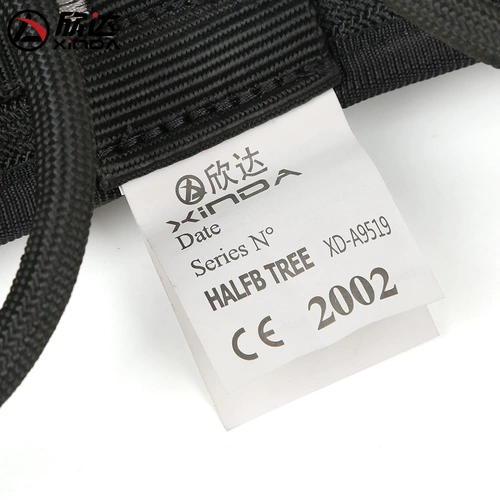 欣达
XINDA
欣达
XINDA
Date
Series N°
HALFB TREE XD-A9519
CE 2002